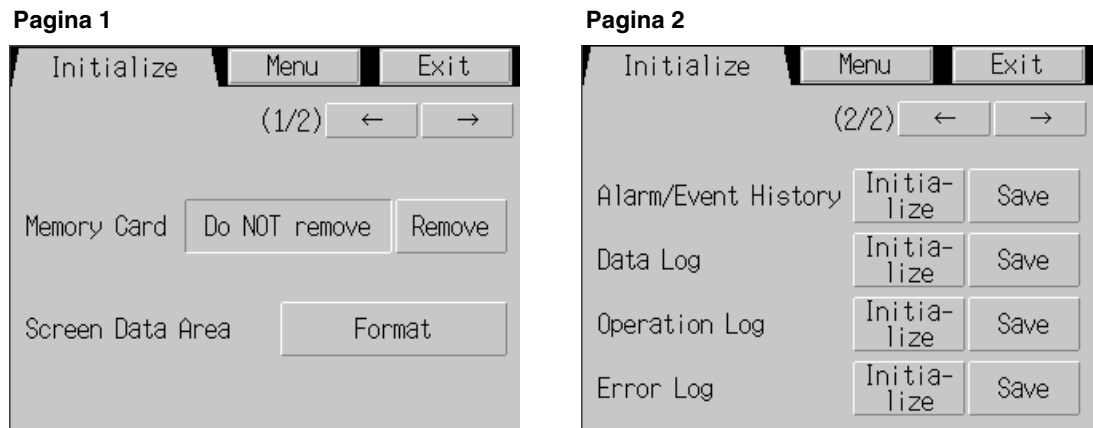 Pagina 1
Initialize Menu Exit
(1/2) ← →
Memory Card Do NOT remove Remove
Screen Data Area Format
Pagina 2
Initialize Menu Exit
(2/2) ← →
Alarm/Event History Initia-
lize Save
Data Log Initia-
lize Save
Operation Log Initia-
lize Save
Error Log Initia-
lize Save